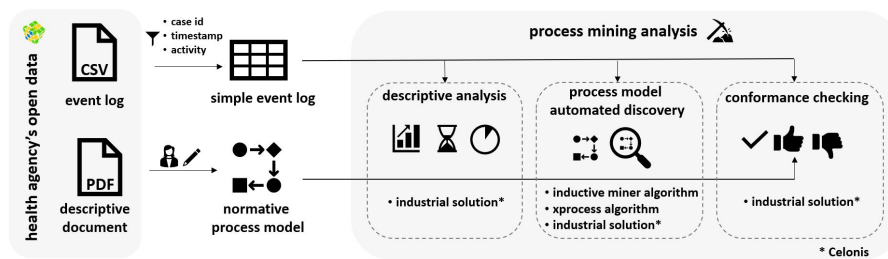 health agency's open data
CSV
event log
PDF
descriptive
document
• case id
• timestamp
• activity
simple event log
normative
process model
process mining analysis
descriptive analysis
• industrial solution*
process model
automated discovery
• inductive miner algorithm
• xprocess algorithm
• industrial solution*
conformance checking
• industrial solution*
* Celonis